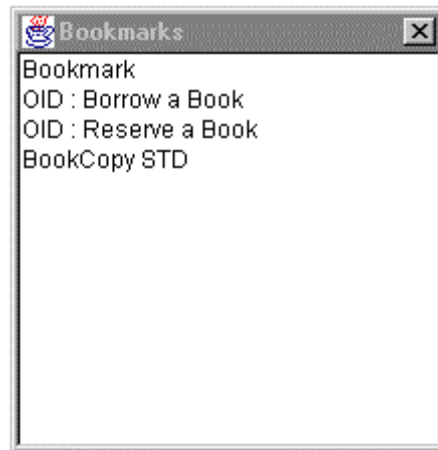 Bookmarks
Bookmark
OID : Borrow a Book
OID : Reserve a Book
BookCopy STD